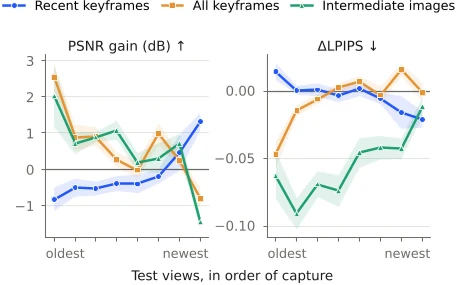 Recent keyframes All keyframes Intermediate images
PSNR gain (dB) ↑ ΔLPIPS ↓
3
2
1
0
−1
0.00
−0.05
−0.10
oldest newest oldest newest
Test views, in order of capture